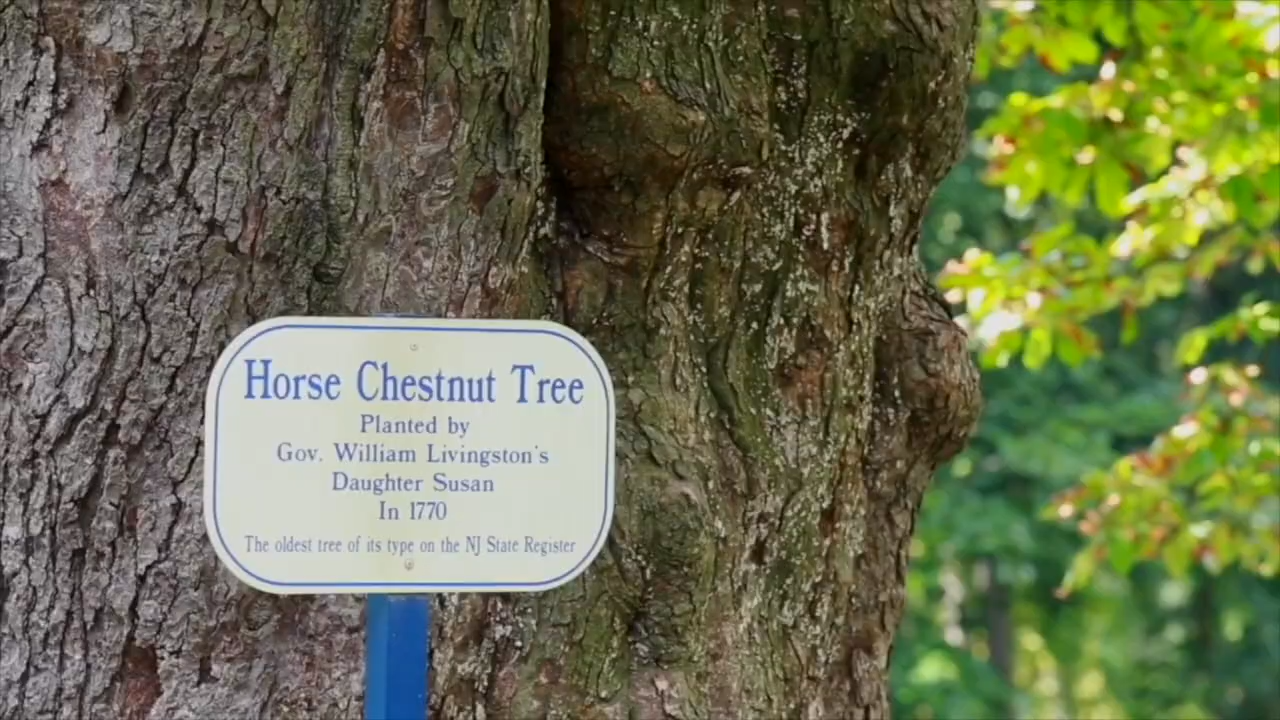 Horse Chestnut Tree
Planted by
Gov. William Livingston's
Daughter Susan
In 1770
The oldest tree of its type on the NJ State Register